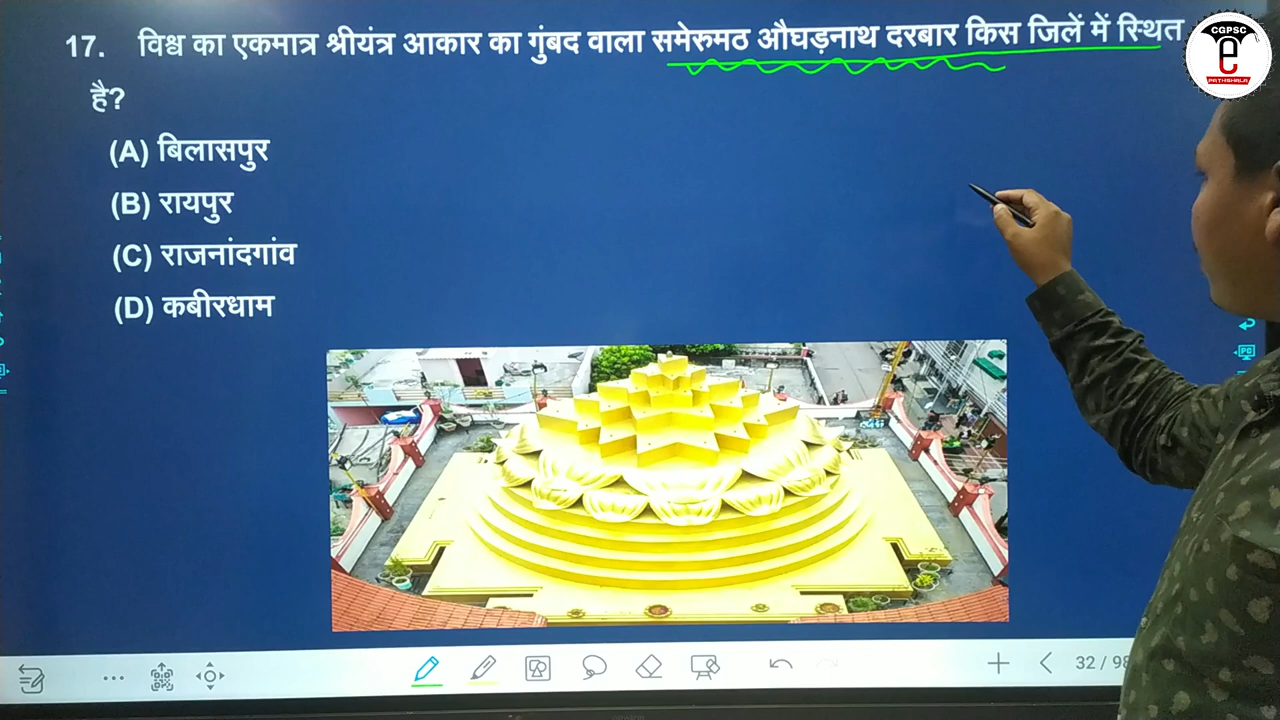 CGPSC
e
PATHSHALA
17. विश्व का एकमात्र श्रीयंत्र आकार का गुंबद वाला समेरुमठ औघड़नाथ दरबार किस जिलें में स्थित
है?
(A) बिलासपुर
(B) रायपुर
(C) राजनांदगांव
(D) कबीरधाम
32 / 98